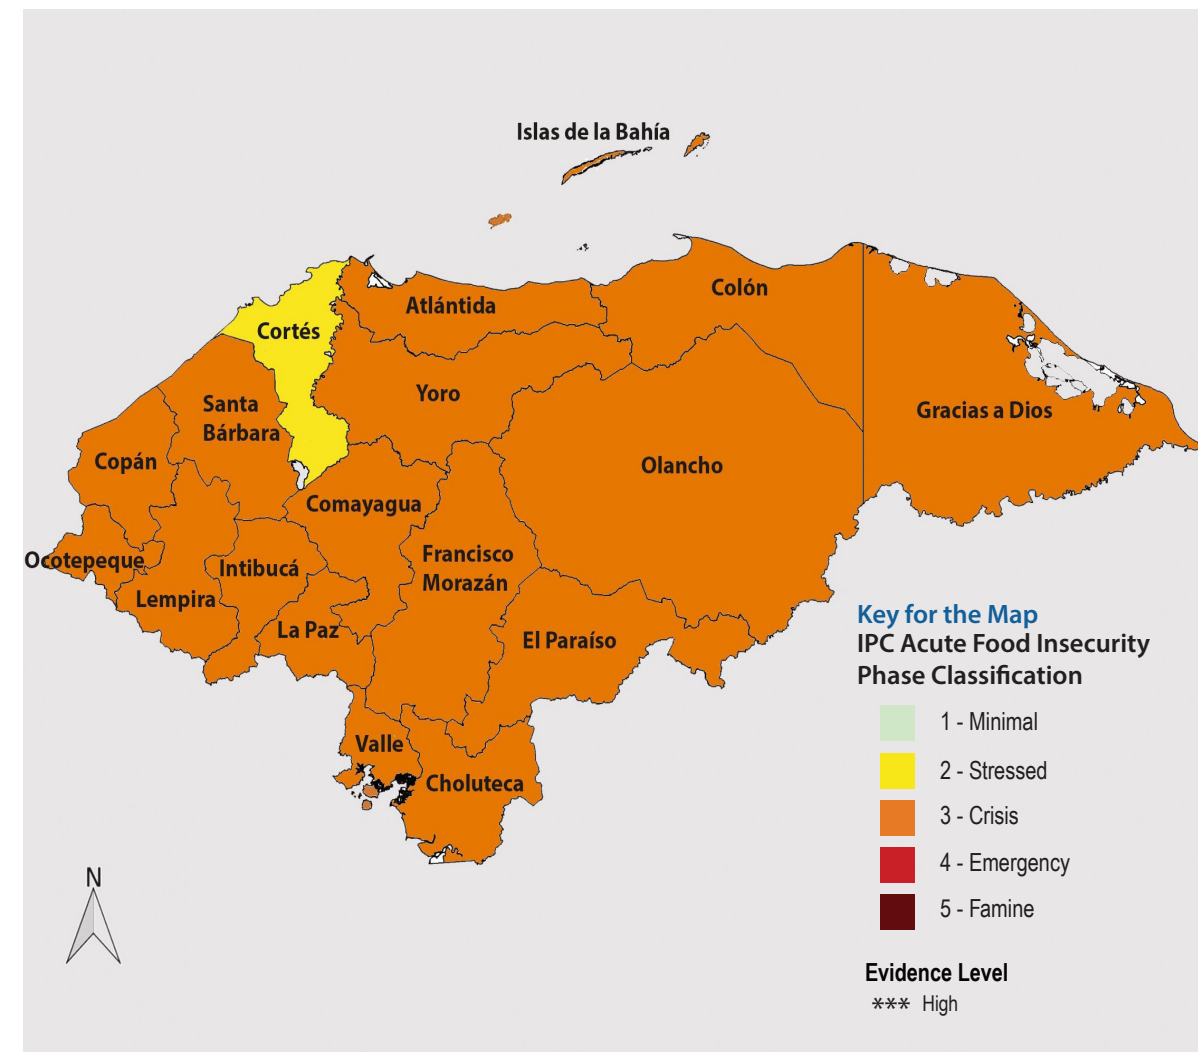 Islas de la Bahía
Colón
Atlántida
Cortés
Yoro
Santa
Bárbara
Gracias a Dios
Copán
Olancho
Comayagua
Francisco
Morazán
Ocotepeque
Intibucá
Lempira
La Paz
El Paraíso
Valle
Choluteca
Key for the Map
IPC Acute Food Insecurity
Phase Classification
1 - Minimal
2 - Stressed
3 - Crisis
4 - Emergency
5 - Famine
Evidence Level
*** High
N